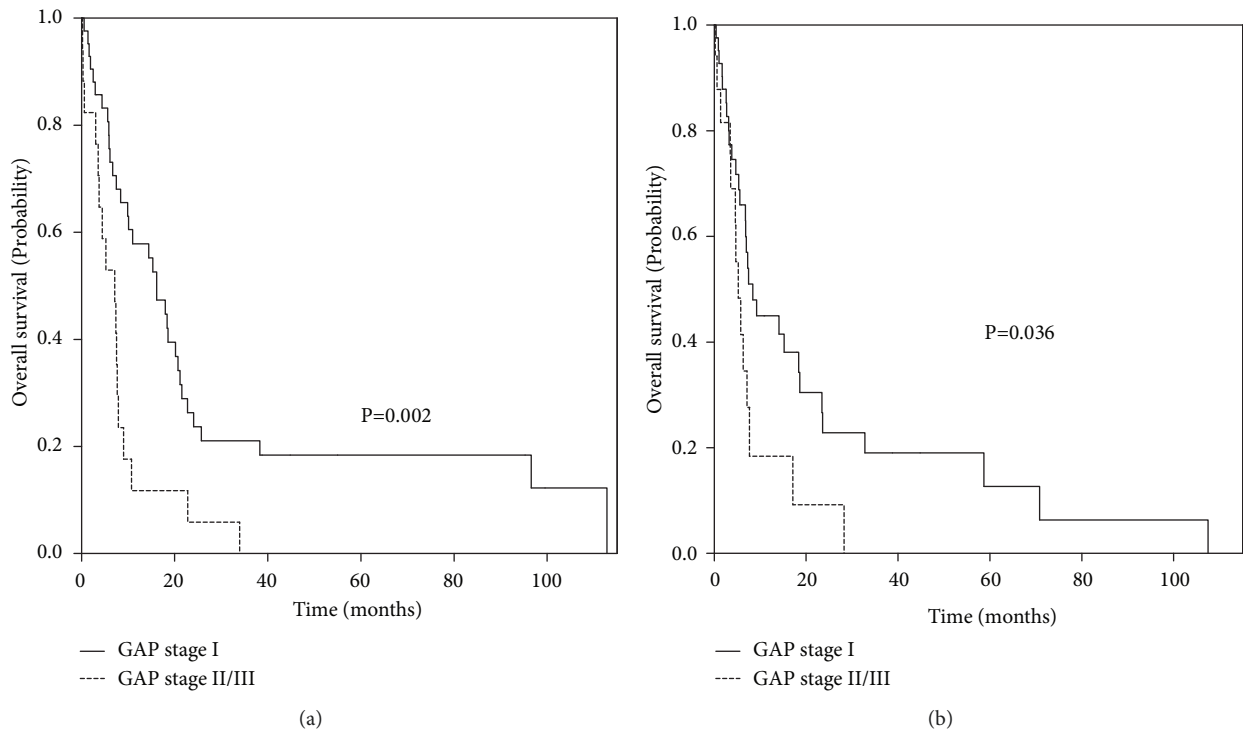 1.0
0.8
0.6
0.4
0.2
0.0
Overall survival (Probability)
P=0.002
0 20 40 60 80 100
Time (months)
GAP stage I
GAP stage II/III
(a)
1.0
0.8
0.6
0.4
0.2
0.0
Overall survival (Probability)
P=0.036
0 20 40 60 80 100
Time (months)
GAP stage I
GAP stage II/III
(b)